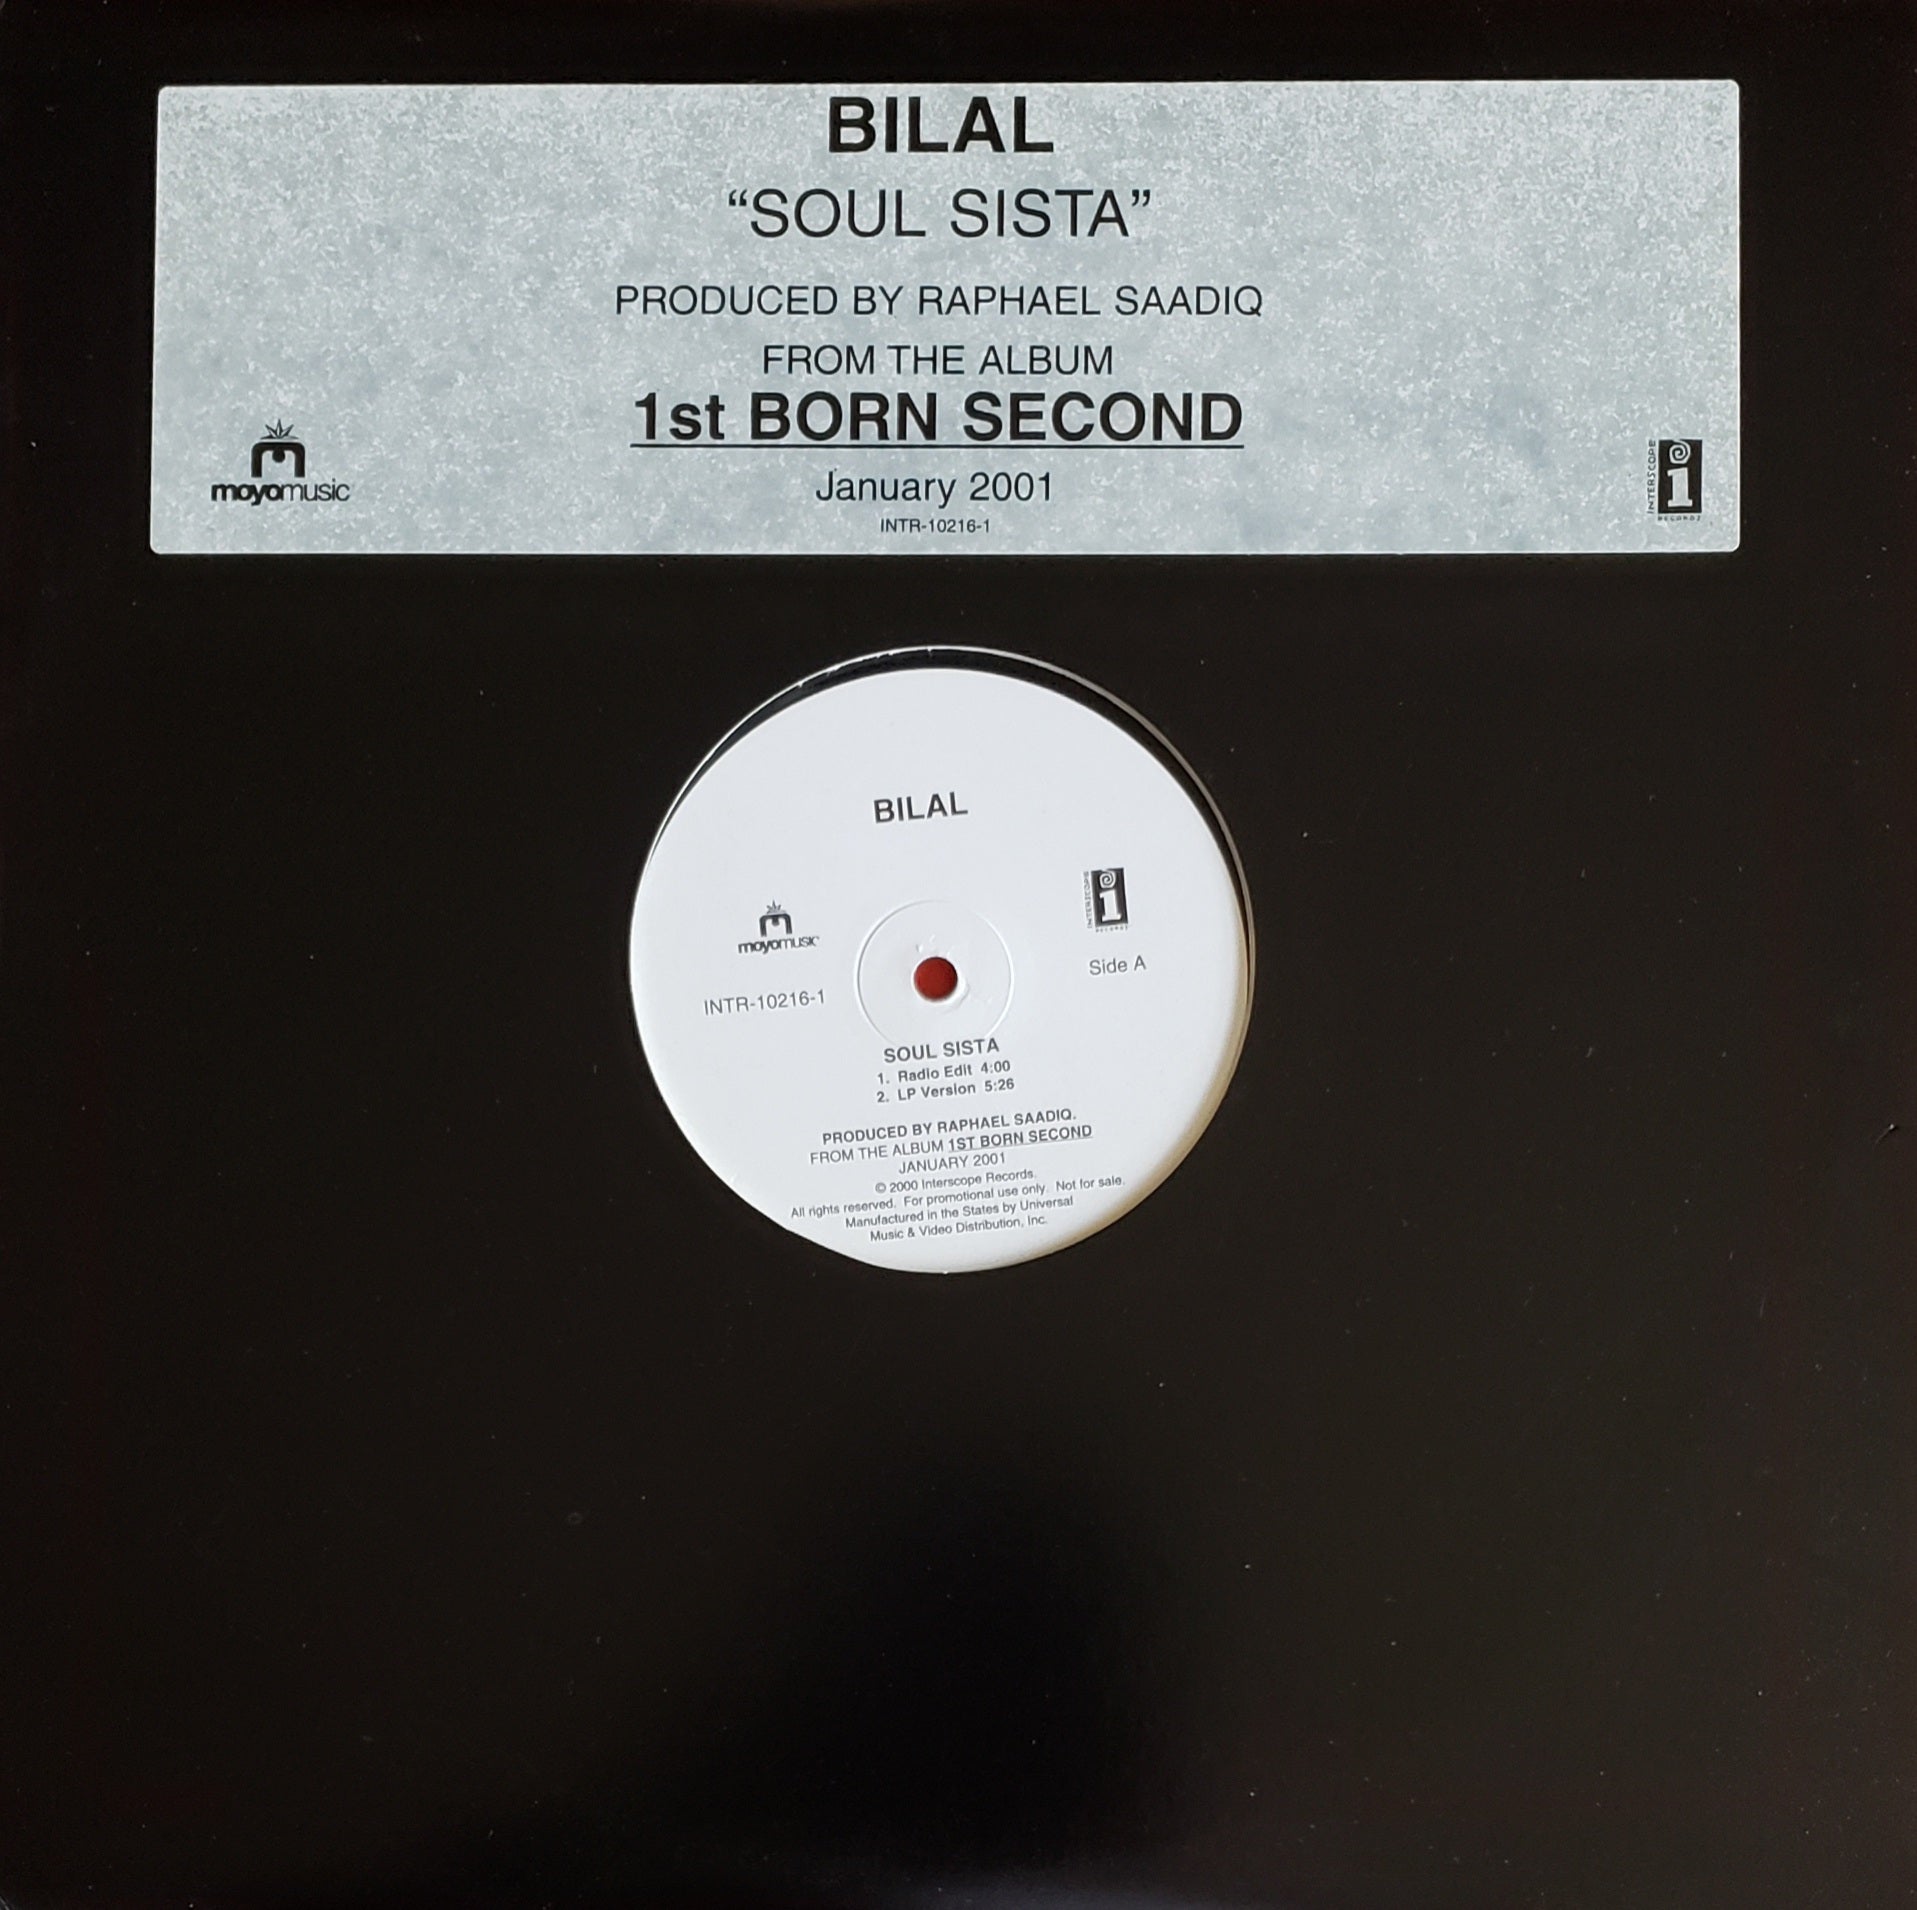 BILAL
“SOUL SISTA”
PRODUCED BY RAPHAEL SAADIQ
FROM THE ALBUM
1st BORN SECOND
January 2001
INTR-10216-1
moyomusic
INTERSCOPE
i
RECORDS
BILAL
moyomusic
INTERSCOPE
i
RECORDS
Side A
INTR-10216-1
SOUL SISTA
1. Radio Edit 4:00
2. LP Version 5:26
PRODUCED BY RAPHAEL SAADIQ.
FROM THE ALBUM 1ST BORN SECOND
JANUARY 2001
© 2000 Interscope Records.
All rights reserved. For promotional use only. Not for sale.
Manufactured in the States by Universal
Music & Video Distribution, Inc.